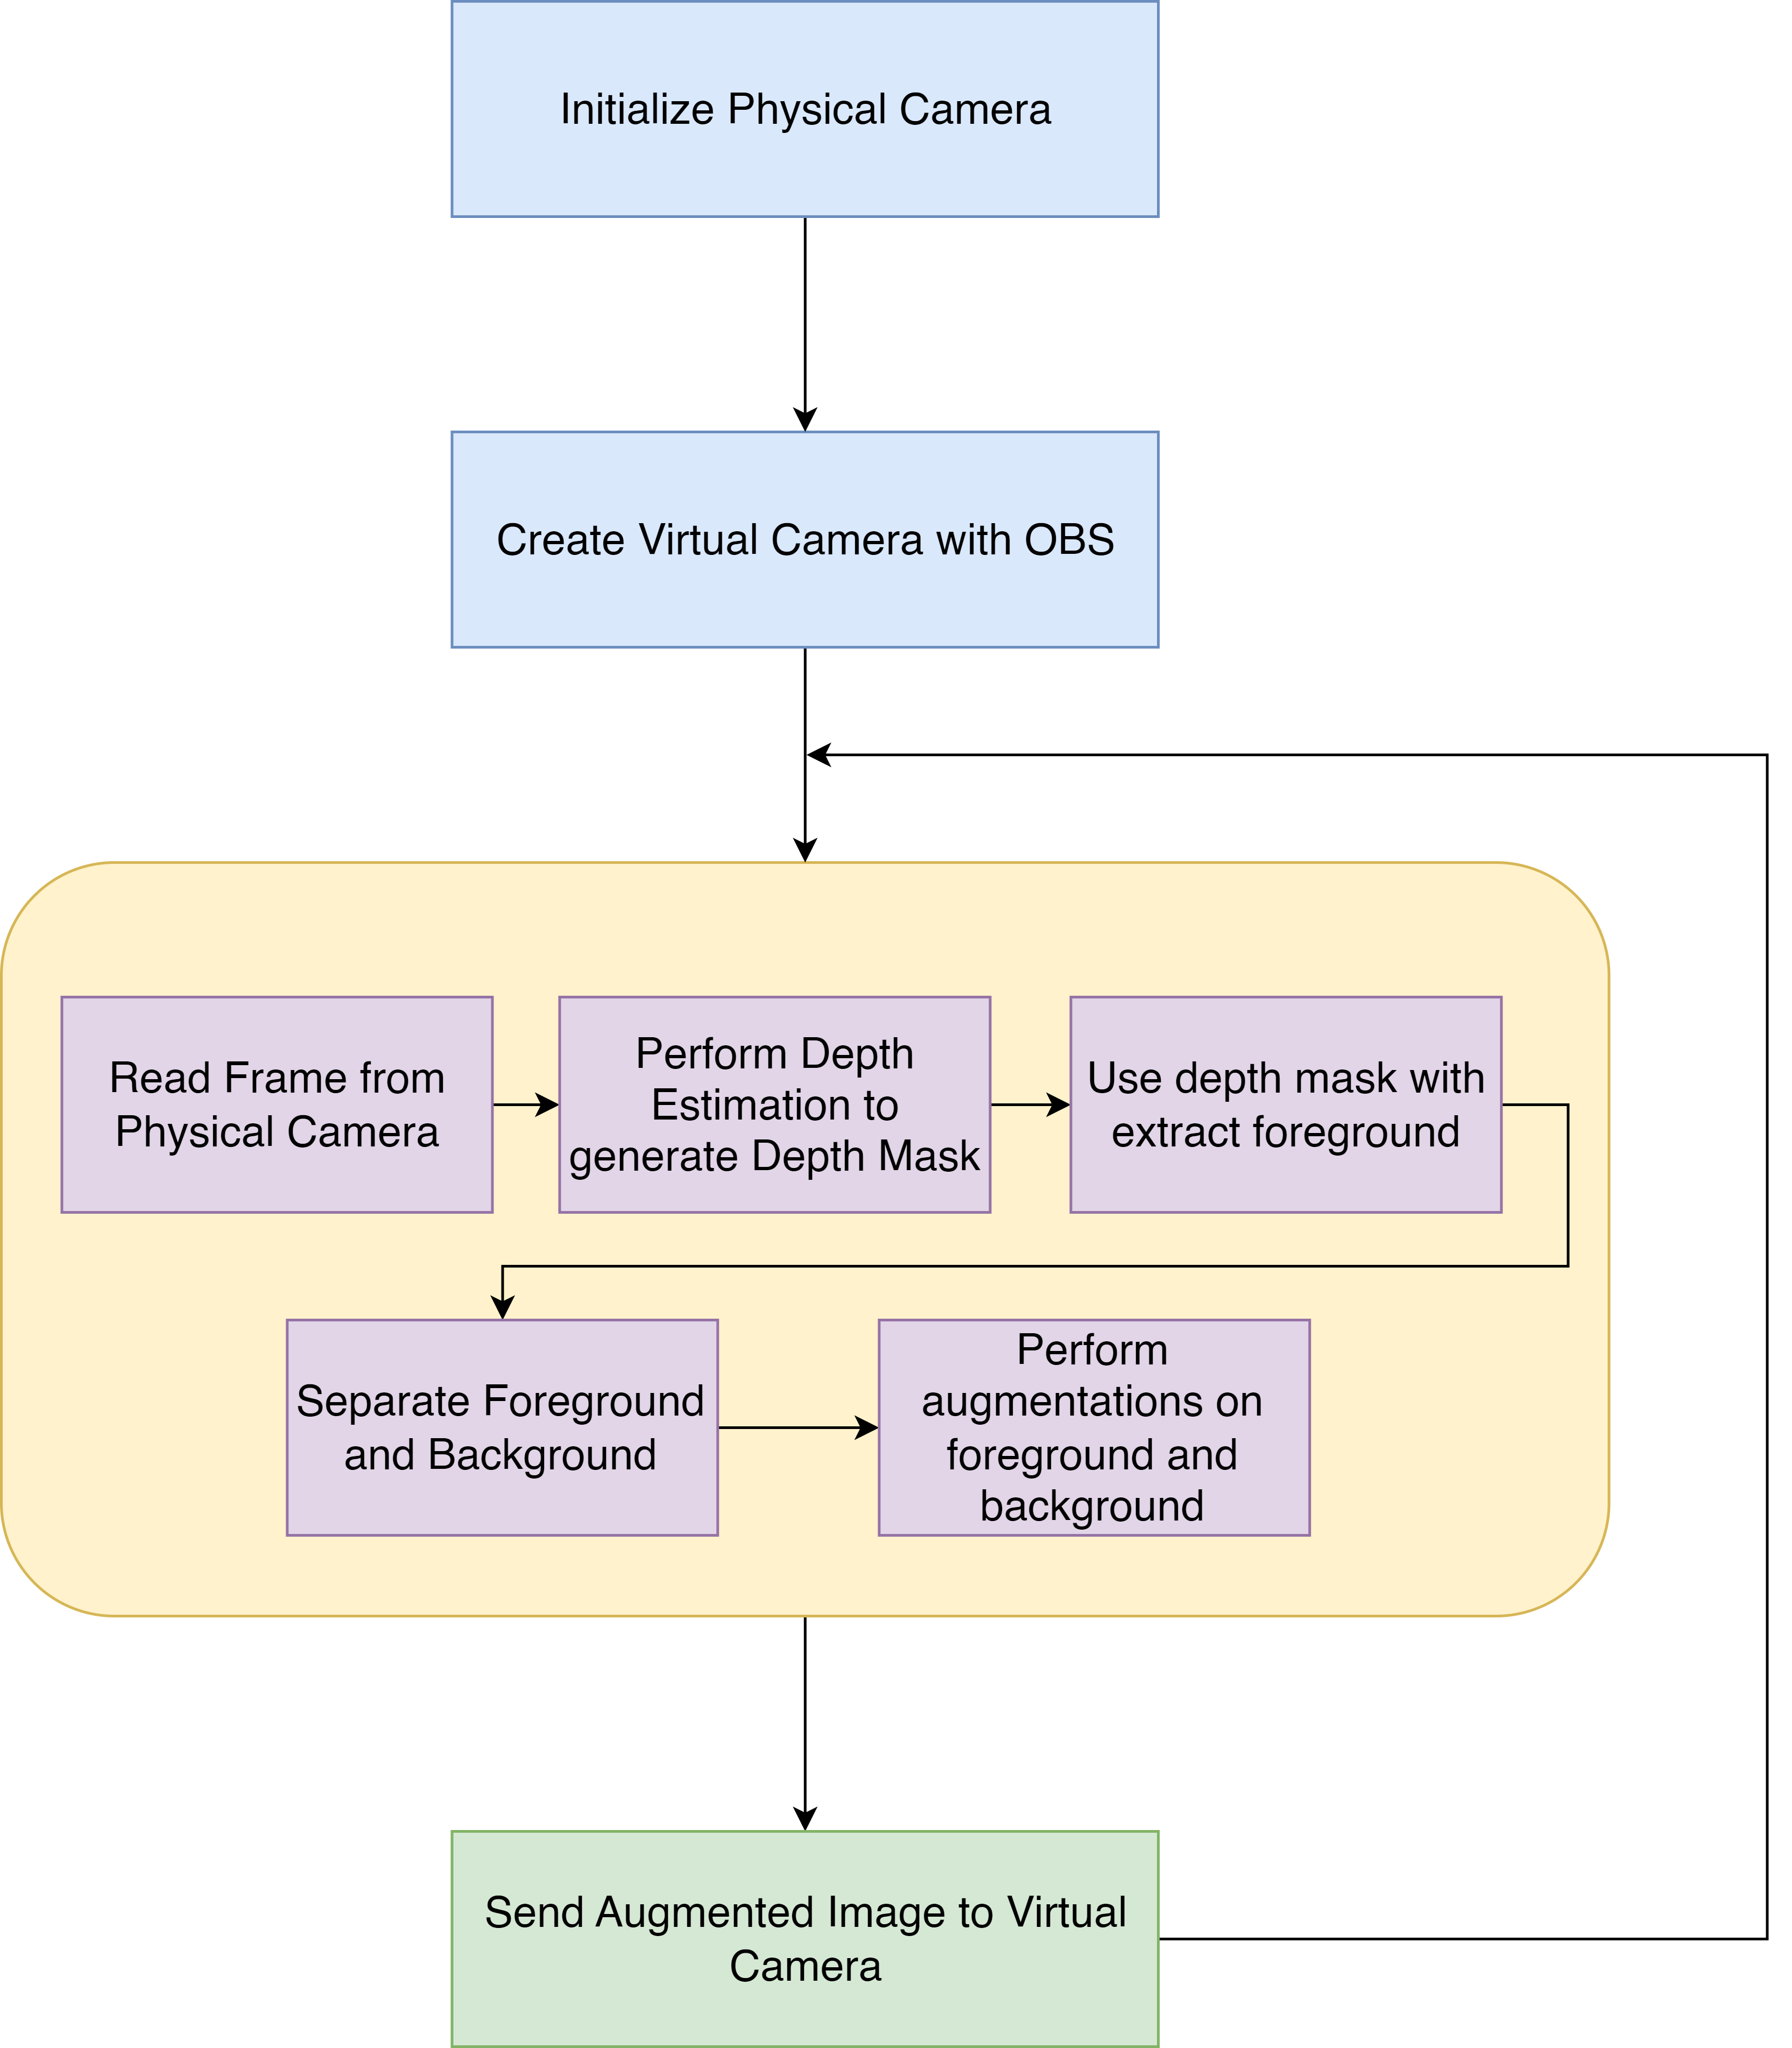 Initialize Physical Camera
Create Virtual Camera with OBS
Read Frame from
Physical Camera
Perform Depth
Estimation to
generate Depth Mask
Use depth mask with
extract foreground
Separate Foreground
and Background
Perform
augmentations on
foreground and
background
Send Augmented Image to Virtual
Camera